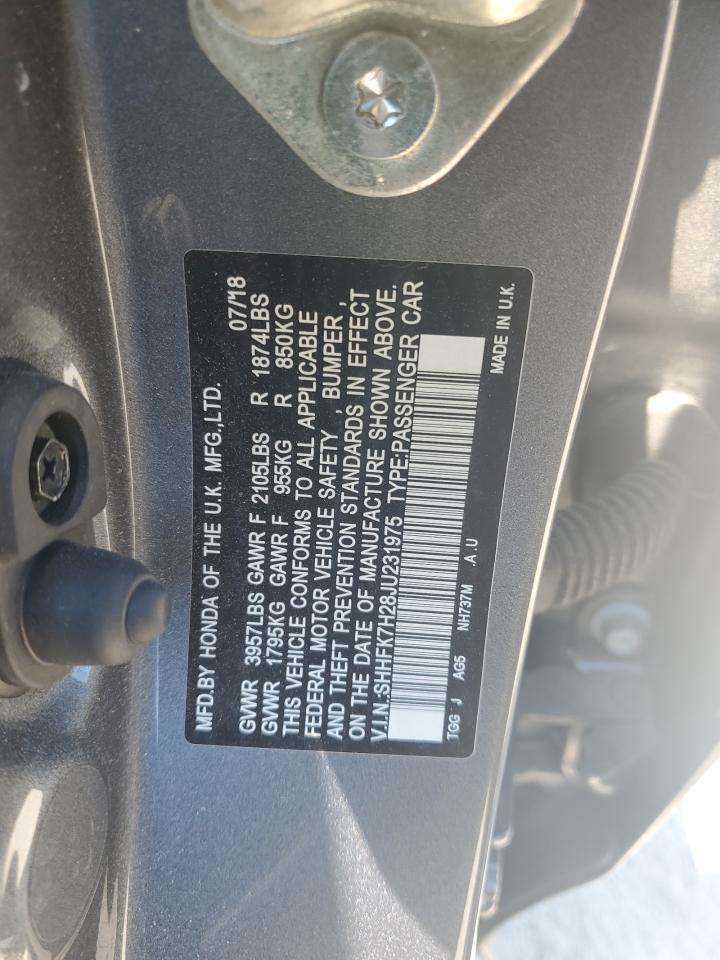 MFD.BY HONDA OF THE U.K. MFG.,LTD. 07/18
GVWR 3957LBS GAWR F 2105LBS R 1874LBS
GVWR 1795KG GAWR F 955KG R 850KG
THIS VEHICLE CONFORMS TO ALL APPLICABLE
FEDERAL MOTOR VEHICLE SAFETY , BUMPER ,
AND THEFT PREVENTION STANDARDS IN EFFECT
ON THE DATE OF MANUFACTURE SHOWN ABOVE.
V.I.N.:SHHFK7H28JU231975 TYPE:PASSENGER CAR
TGG J AG5 NH737M .A.U MADE IN U.K.